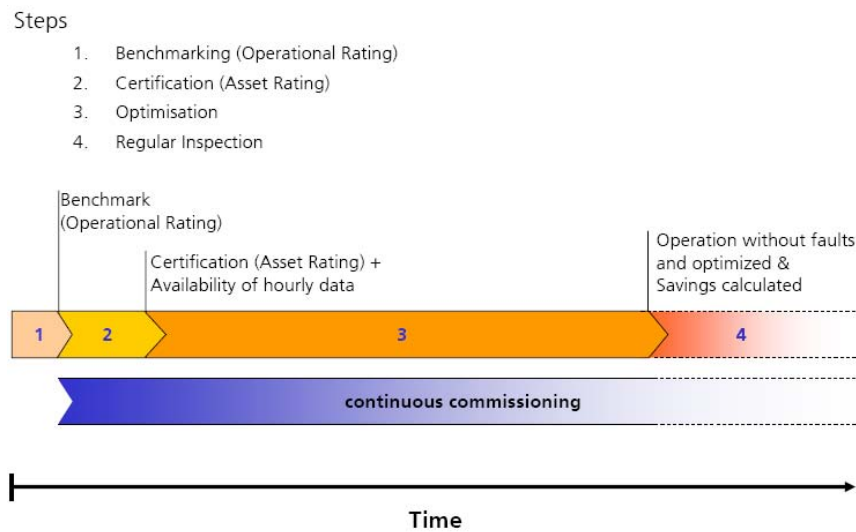 Steps
1. Benchmarking (Operational Rating)
2. Certification (Asset Rating)
3. Optimisation
4. Regular Inspection
Benchmark
(Operational Rating)
Certification (Asset Rating) +
Availability of hourly data
Operation without faults
and optimized &
Savings calculated
1 2 3 4
continuous commissioning
Time